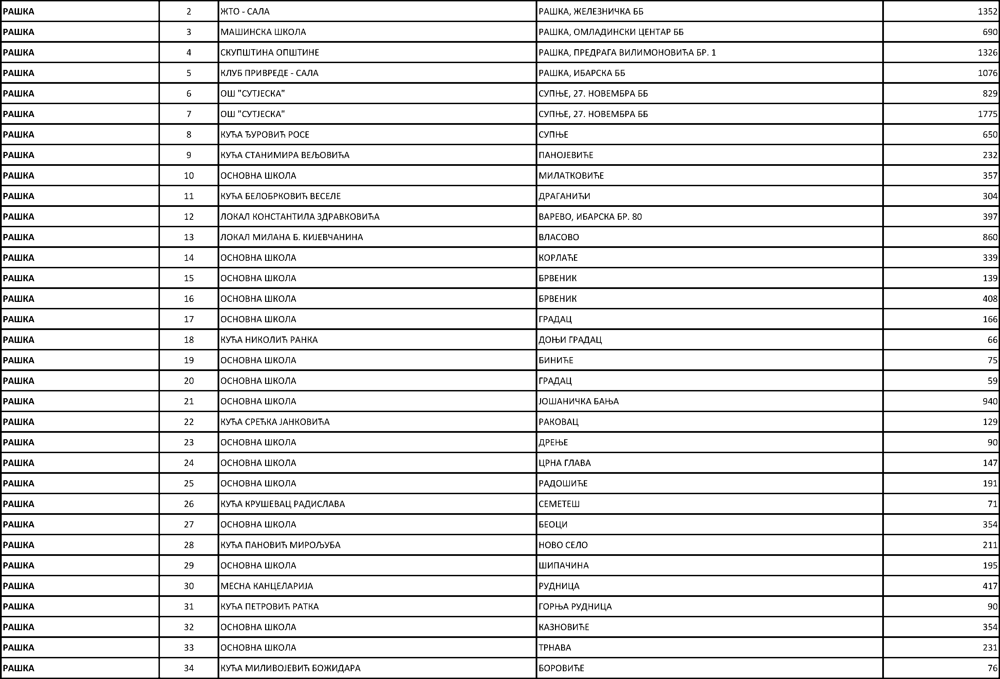 РАШКА 2 ЖТО - САЛА РАШКА, ЖЕЛЕЗНИЧКА ББ 1352
РАШКА 3 МАШИНСКА ШКОЛА РАШКА, ОМЛАДИНСКИ ЦЕНТАР ББ 690
РАШКА 4 СКУПШТИНА ОПШТИНЕ РАШКА, ПРЕДРАГА ВИЛИМОНОВИЋА БР. 1 1326
РАШКА 5 КЛУБ ПРИВРЕДЕ - САЛА РАШКА, ИБАРСКА ББ 1076
РАШКА 6 ОШ "СУТЈЕСКА" СУПЊЕ, 27. НОВЕМБРА ББ 829
РАШКА 7 ОШ "СУТЈЕСКА" СУПЊЕ, 27. НОВЕМБРА ББ 1775
РАШКА 8 КУЋА ЂУРОВИЋ РОСЕ СУПЊЕ 650
РАШКА 9 КУЋА СТАНИМИРА ВЕЉОВИЋА ПАНОЈЕВИЋЕ 232
РАШКА 10 ОСНОВНА ШКОЛА МИЛАТКОВИЋЕ 357
РАШКА 11 КУЋА БЕЛОБРКОВИЋ ВЕСЕЛЕ ДРАГАНИЋИ 304
РАШКА 12 ЛОКАЛ КОНСТАНТИЛА ЗДРАВКОВИЋА ВАРЕВО, ИБАРСКА БР. 80 397
РАШКА 13 ЛОКАЛ МИЛАНА Б. КИЈЕВЧАНИНА ВЛАСОВО 860
РАШКА 14 ОСНОВНА ШКОЛА КОРЛАЋЕ 339
РАШКА 15 ОСНОВНА ШКОЛА БРВЕНИК 139
РАШКА 16 ОСНОВНА ШКОЛА БРВЕНИК 408
РАШКА 17 ОСНОВНА ШКОЛА ГРАДАЦ 166
РАШКА 18 КУЋА НИКОЛИЋ РАНКА ДОЊИ ГРАДАЦ 66
РАШКА 19 ОСНОВНА ШКОЛА БИНИЋЕ 75
РАШКА 20 ОСНОВНА ШКОЛА ГРАДАЦ 59
РАШКА 21 ОСНОВНА ШКОЛА ЈОШАНИЧКА БАЊА 940
РАШКА 22 КУЋА СРЕЋКА ЈАНКОВИЋА РАКОВАЦ 129
РАШКА 23 ОСНОВНА ШКОЛА ДРЕЊЕ 90
РАШКА 24 ОСНОВНА ШКОЛА ЦРНА ГЛАВА 147
РАШКА 25 ОСНОВНА ШКОЛА РАДОШИЋЕ 191
РАШКА 26 КУЋА КРУШЕВАЦ РАДИСЛАВА СЕМЕТЕШ 71
РАШКА 27 ОСНОВНА ШКОЛА БЕОЦИ 354
РАШКА 28 КУЋА ПАНОВИЋ МИРОЉУБА НОВО СЕЛО 211
РАШКА 29 ОСНОВНА ШКОЛА ШИПАЧИНА 195
РАШКА 30 МЕСНА КАНЦЕЛАРИЈА РУДНИЦА 417
РАШКА 31 КУЋА ПЕТРОВИЋ РАТКА ГОРЊА РУДНИЦА 90
РАШКА 32 ОСНОВНА ШКОЛА КАЗНОВИЋЕ 354
РАШКА 33 ОСНОВНА ШКОЛА ТРНАВА 231
РАШКА 34 КУЋА МИЛИВОЈЕВИЋ БОЖИДАРА БОРОВИЋЕ 76